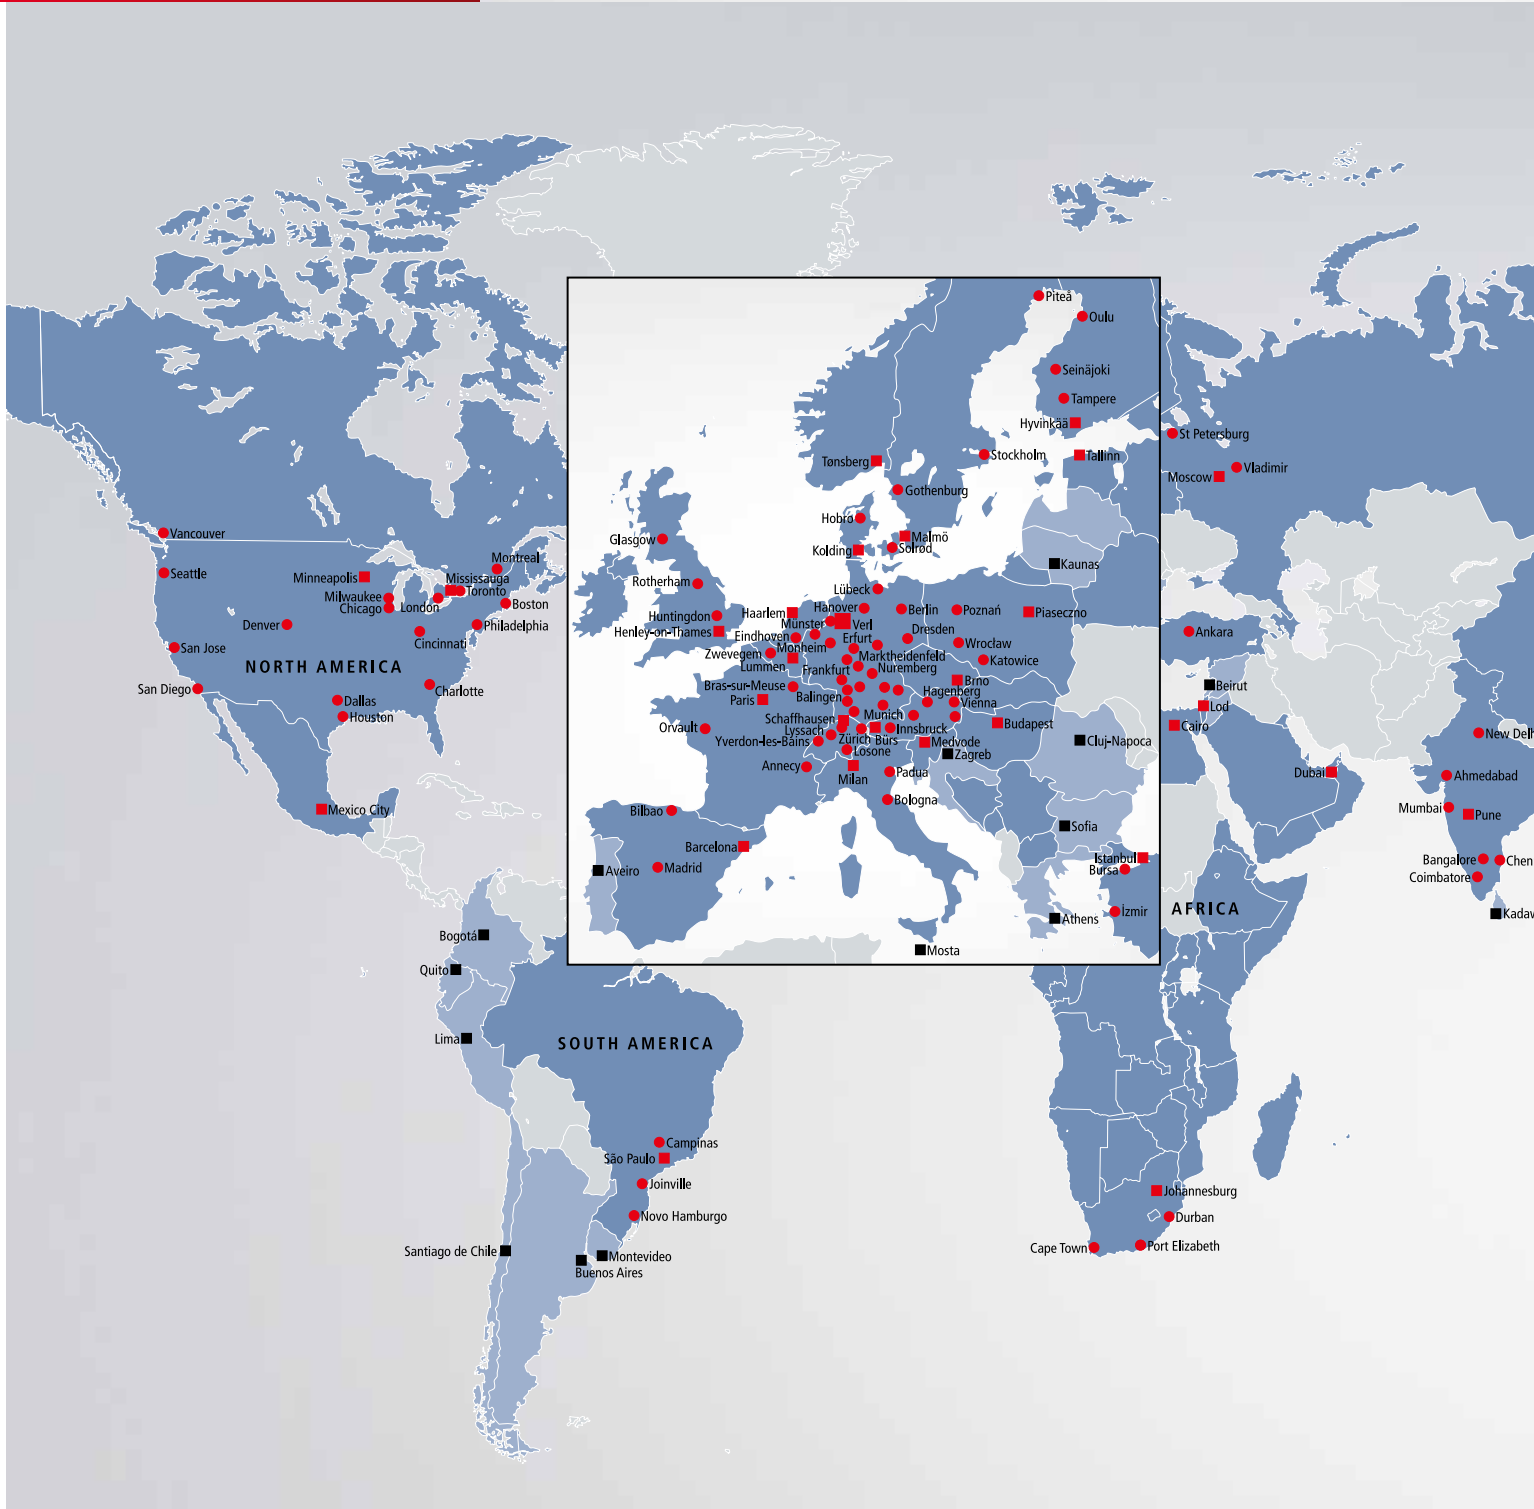 Piteå
Oulu
Seinäjoki
Tampere
Hyvinkää
St Petersburg
Tønsberg
Stockholm
Tallinn
Vladimir
Moscow
Gothenburg
Hobro
Vancouver
Glasgow
Malmö
Kolding
Solrød
Montreal
Kaunas
Seattle
Minneapolis
Mississauga
Rotherham
Lübeck
Milwaukee
Toronto
Chicago
London
Boston
Huntingdon
Haarlem
Hanover
Berlin
Poznań
Piaseczno
Denver
Philadelphia
Henley-on-Thames
Münster
Verl
Cincinnati
Eindhoven
Erfurt
Dresden
Ankara
San Jose
Zwevegem
Monheim
Wrocław
NORTH AMERICA
Lummen
Marktheidenfeld
Katowice
Frankfurt
Nuremberg
San Diego
Charlotte
Bras-sur-Meuse
Brno
Beirut
Dallas
Paris
Balingen
Hagenberg
Vienna
Lod
Houston
Schaffhausen
Munich
Budapest
Cairo
Orvault
Lyssach
Innsbruck
New Delh
Yverdon-les-Bains
Zürich
Bürs
Medvode
Cluj-Napoca
Losone
Zagreb
Annecy
Milan
Padua
Dubai
Ahmedabad
Mexico City
Bilbao
Bologna
Mumbai
Pune
Sofia
Barcelona
Istanbul
Bangalore
Chen
Aveiro
Madrid
Bursa
Coimbatore
AFRICA
İzmir
Athens
Kadaw
Bogotá
Mosta
Quito
Lima
SOUTH AMERICA
Campinas
São Paulo
Joinville
Johannesburg
Novo Hamburgo
Durban
Santiago de Chile
Montevideo
Cape Town
Port Elizabeth
Buenos Aires